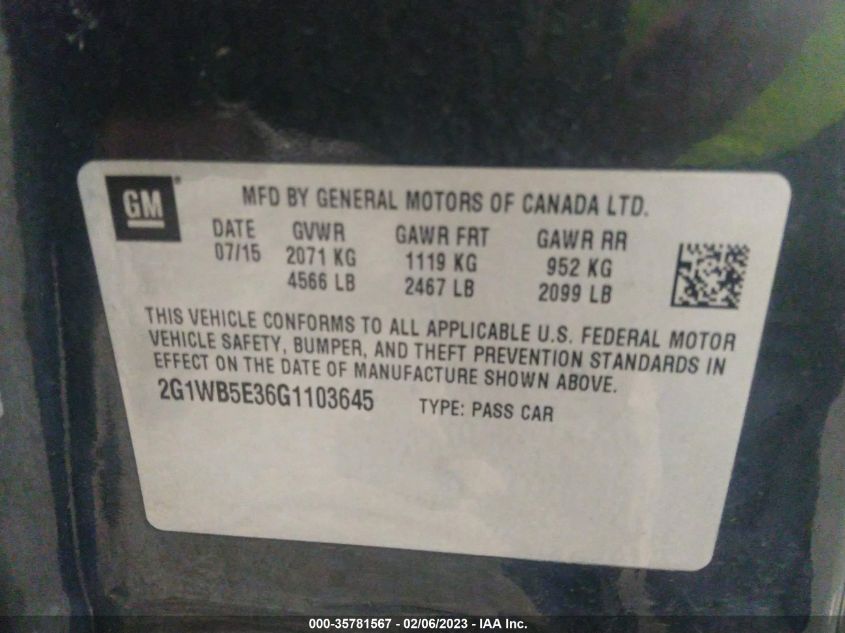 GM®
MFD BY GENERAL MOTORS OF CANADA LTD.
DATE GVWR GAWR FRT GAWR RR
07/15 2071 KG 1119 KG 952 KG
4566 LB 2467 LB 2099 LB
THIS VEHICLE CONFORMS TO ALL APPLICABLE U.S. FEDERAL MOTOR
VEHICLE SAFETY, BUMPER, AND THEFT PREVENTION STANDARDS IN
EFFECT ON THE DATE OF MANUFACTURE SHOWN ABOVE.
2G1WB5E36G1103645 TYPE: PASS CAR
000-35781567 - 02/06/2023 - IAA Inc.